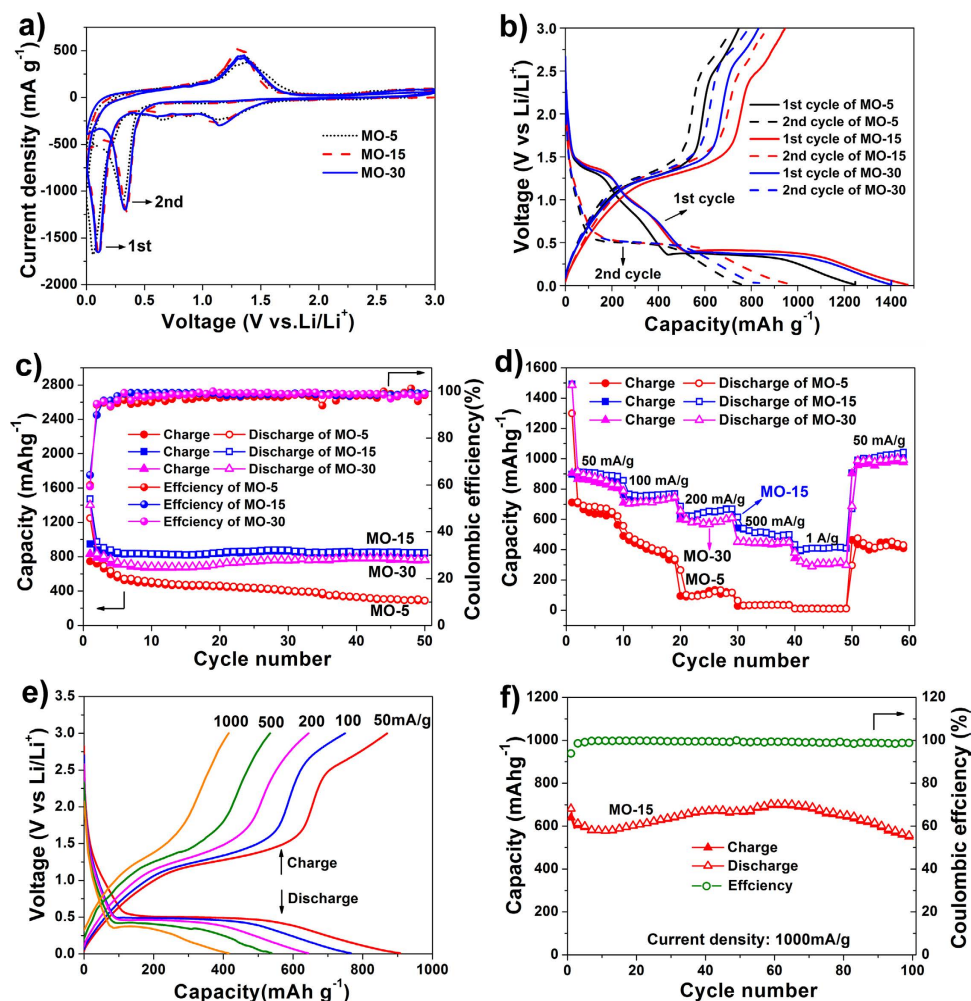 a)
500
0
-500
-1000
-1500
-2000
0.0 0.5 1.0 1.5 2.0 2.5 3.0
Current density (mA g-1)
Voltage (V vs.Li/Li+)
MO-5
MO-15
MO-30
2nd
1st
b)
3.0
2.5
2.0
1.5
1.0
0.5
0.0
0 200 400 600 800 1000 1200 1400
Voltage (V vs Li/Li+)
Capacity(mAh g-1)
1st cycle of MO-5
2nd cycle of MO-5
1st cycle of MO-15
2nd cycle of MO-15
1st cycle of MO-30
2nd cycle of MO-30
1st cycle
2nd cycle
c)
2800
2400
2000
1600
1200
800
400
0
0 10 20 30 40 50
100
80
60
40
20
0
Capacity (mAhg-1)
Coulombic efficiency(%)
Cycle number
Charge Discharge of MO-5
Charge Discharge of MO-15
Charge Discharge of MO-30
Effciency of MO-5
Effciency of MO-15
Effciency of MO-30
MO-15
MO-30
MO-5
d)
1600
1400
1200
1000
800
600
400
200
0
0 10 20 30 40 50 60
Capacity (mAhg-1)
Cycle number
Charge Discharge of MO-5
Charge Discharge of MO-15
Charge Discharge of MO-30
50 mA/g
100 mA/g
200 mA/g
MO-15
500 mA/g
1 A/g
50 mA/g
MO-30
MO-5
e)
3.5
3.0
2.5
2.0
1.5
1.0
0.5
0.0
0 200 400 600 800 1000
Voltage (V vs Li/Li+)
Capacity(mAh g-1)
1000 500 200 100 50mA/g
Charge
Discharge
f)
1200
1000
800
600
400
200
0
0 20 40 60 80 100
120
100
80
60
40
20
0
Capacity (mAhg-1)
Coulombic effciency (%)
Cycle number
MO-15
Charge
Discharge
Effciency
Current density: 1000mA/g